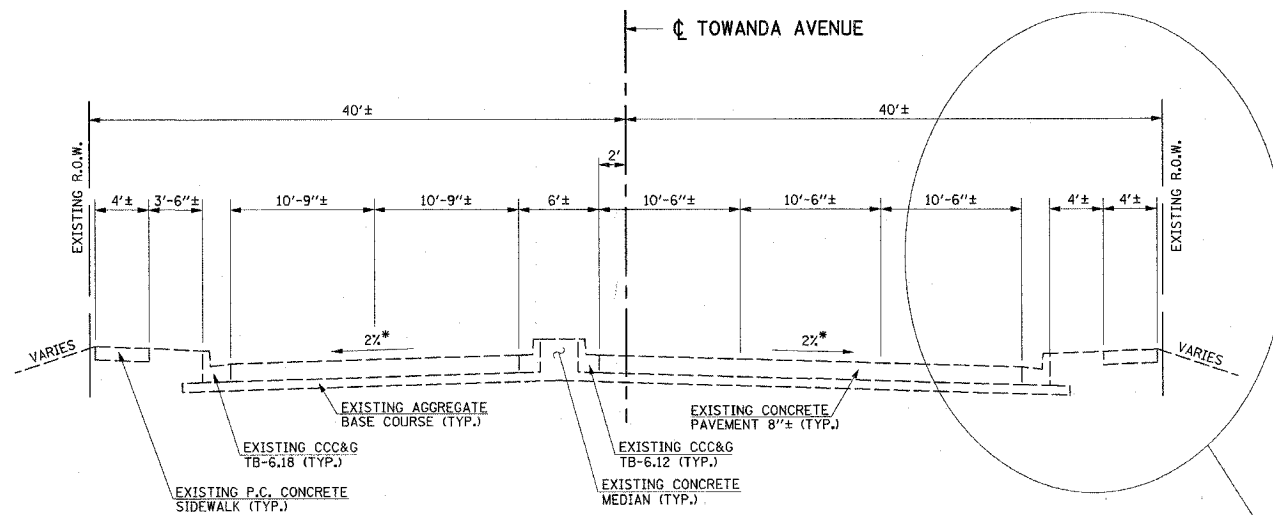 ℄ TOWANDA AVENUE
40'± 40'±
2'
EXISTING R.O.W.
EXISTING R.O.W.
4'± 3'-6"± 10'-9"± 10'-9"± 6'± 10'-6"± 10'-6"± 10'-6"± 4'± 4'±
VARIES
2%*
2%*
VARIES
EXISTING AGGREGATE
BASE COURSE (TYP.)
EXISTING CONCRETE
PAVEMENT 8"± (TYP.)
EXISTING CCC&G
TB-6.18 (TYP.)
EXISTING CCC&G
TB-6.12 (TYP.)
EXISTING P.C. CONCRETE
SIDEWALK (TYP.)
EXISTING CONCRETE
MEDIAN (TYP.)